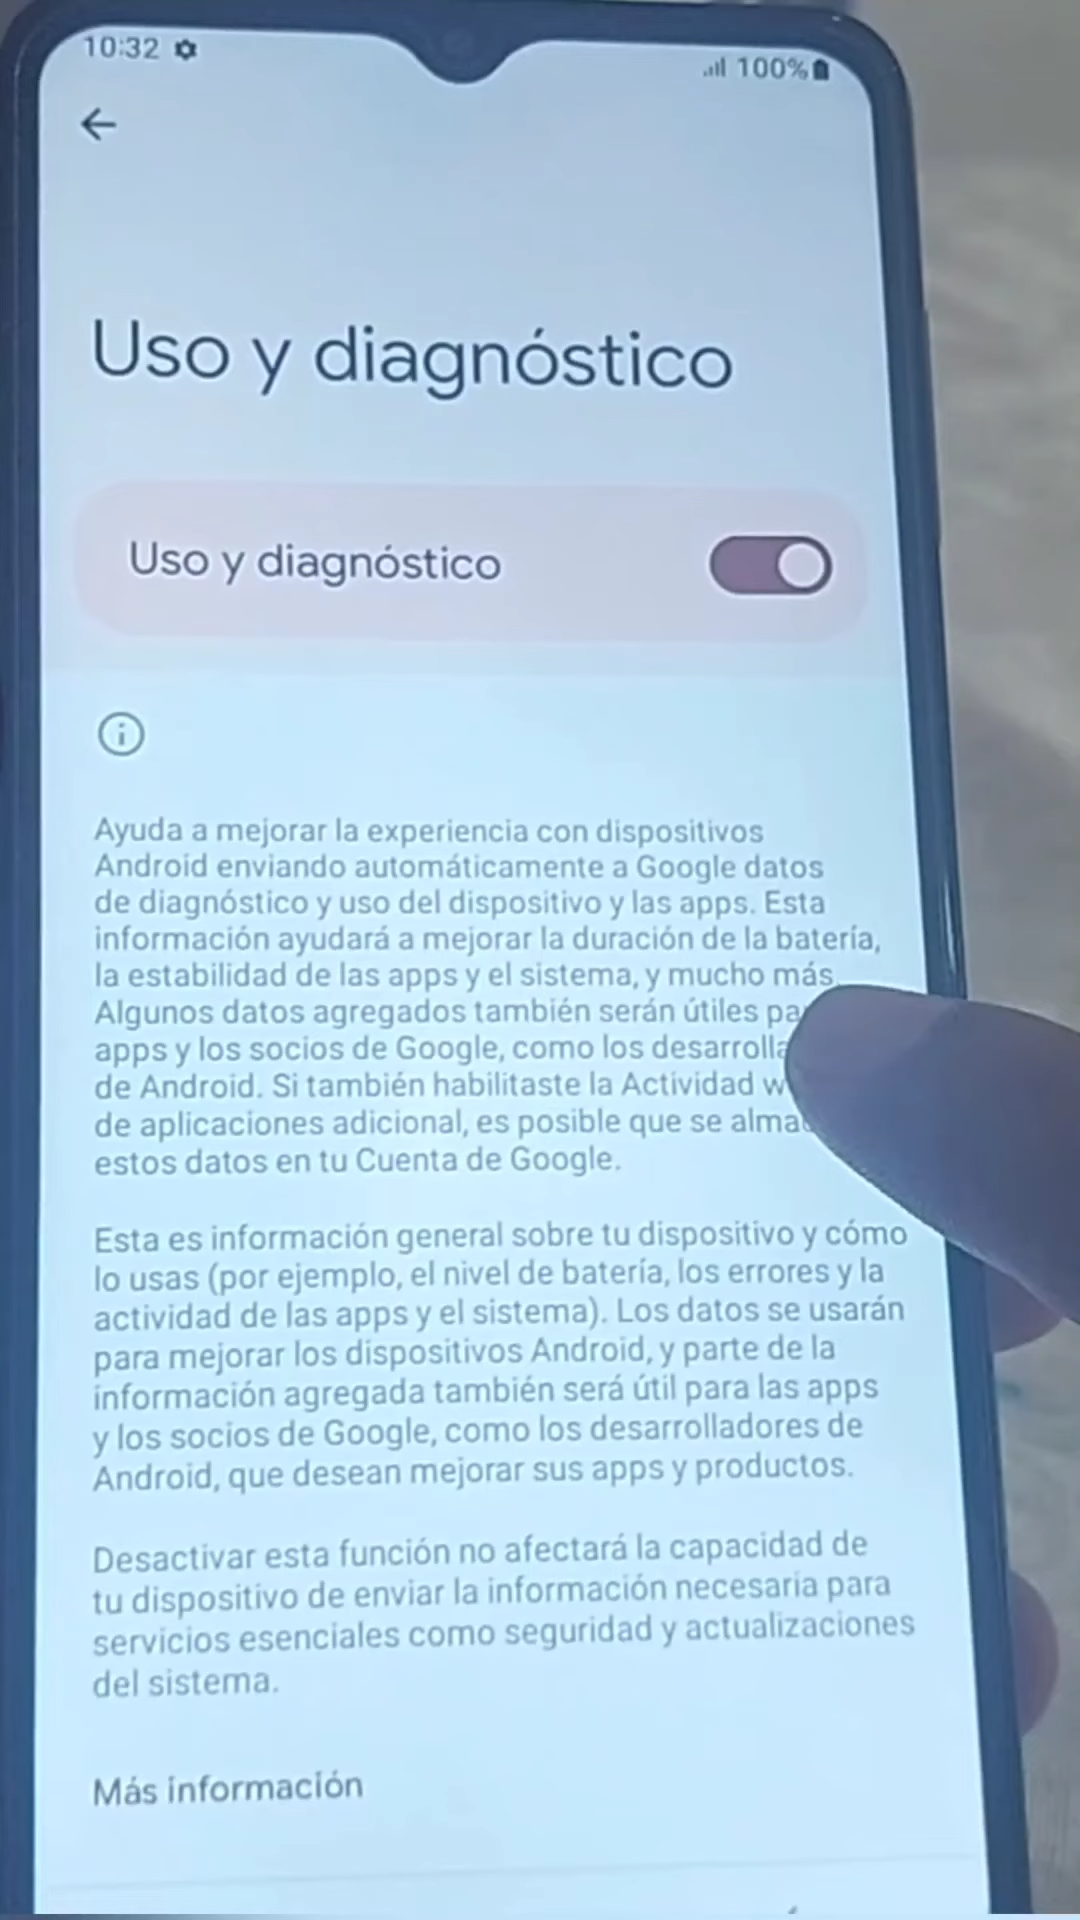 10:32
100%
Uso y diagnóstico
Uso y diagnóstico
Ayuda a mejorar la experiencia con dispositivos
Android enviando automáticamente a Google datos
de diagnóstico y uso del dispositivo y las apps. Esta
información ayudará a mejorar la duración de la batería,
la estabilidad de las apps y el sistema, y mucho más.
Algunos datos agregados también serán útiles
apps y los socios de Google, como los
de Android. Si también habilitaste la Actividad
de aplicaciones adicional, es posible que se
estos datos en tu Cuenta de Google.
Esta es información general sobre tu dispositivo y cómo
lo usas (por ejemplo, el nivel de batería, los errores y la
actividad de las apps y el sistema). Los datos se usarán
para mejorar los dispositivos Android, y parte de la
información agregada también será útil para las apps
y los socios de Google, como los desarrolladores de
Android, que desean mejorar sus apps y productos.
Desactivar esta función no afectará la capacidad de
tu dispositivo de enviar la información necesaria para
servicios esenciales como seguridad y actualizaciones
del sistema.
Más información